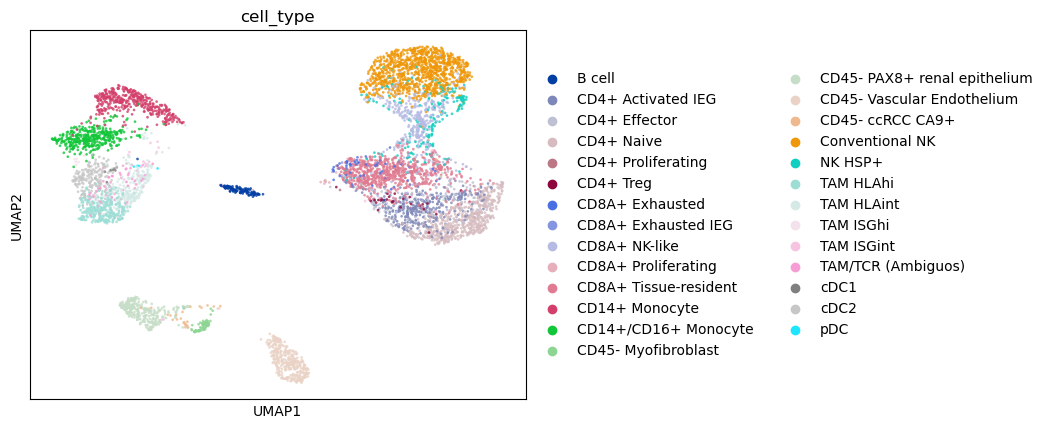 cell_type
UMAP2
UMAP1
B cell
CD4+ Activated IEG
CD4+ Effector
CD4+ Naive
CD4+ Proliferating
CD4+ Treg
CD8A+ Exhausted
CD8A+ Exhausted IEG
CD8A+ NK-like
CD8A+ Proliferating
CD8A+ Tissue-resident
CD14+ Monocyte
CD14+/CD16+ Monocyte
CD45- Myofibroblast
CD45- PAX8+ renal epithelium
CD45- Vascular Endothelium
CD45- ccRCC CA9+
Conventional NK
NK HSP+
TAM HLAhi
TAM HLAint
TAM ISGhi
TAM ISGint
TAM/TCR (Ambiguos)
cDC1
cDC2
pDC